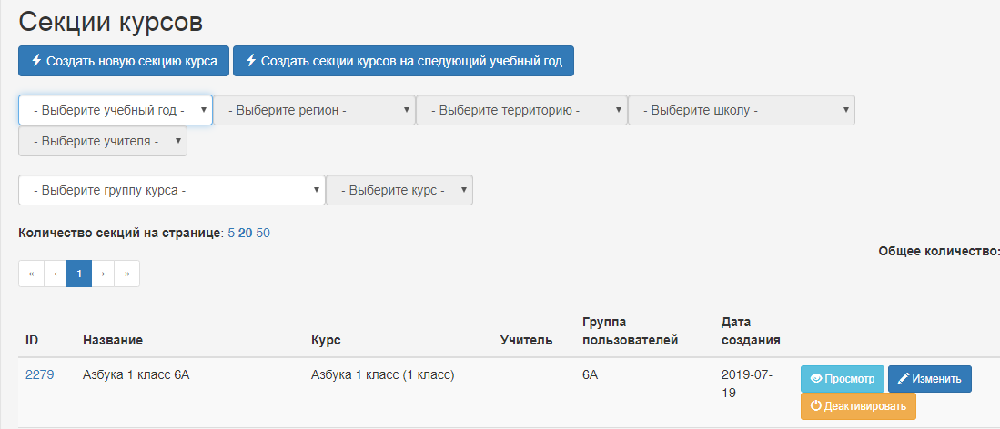 Секции курсов
Создать новую секцию курса Создать секции курсов на следующий учебный год
- Выберите учебный год - - Выберите регион - - Выберите территорию - - Выберите школу -
- Выберите учителя -
- Выберите группу курса - - Выберите курс -
Количество секций на странице: 5 20 50
Общее количество:
« ‹ 1 › »
ID Название Курс Учитель Группа пользователей Дата создания
2279 Азбука 1 класс 6А Азбука 1 класс (1 класс) 6А 2019-07-19 Просмотр Изменить
Деактивировать